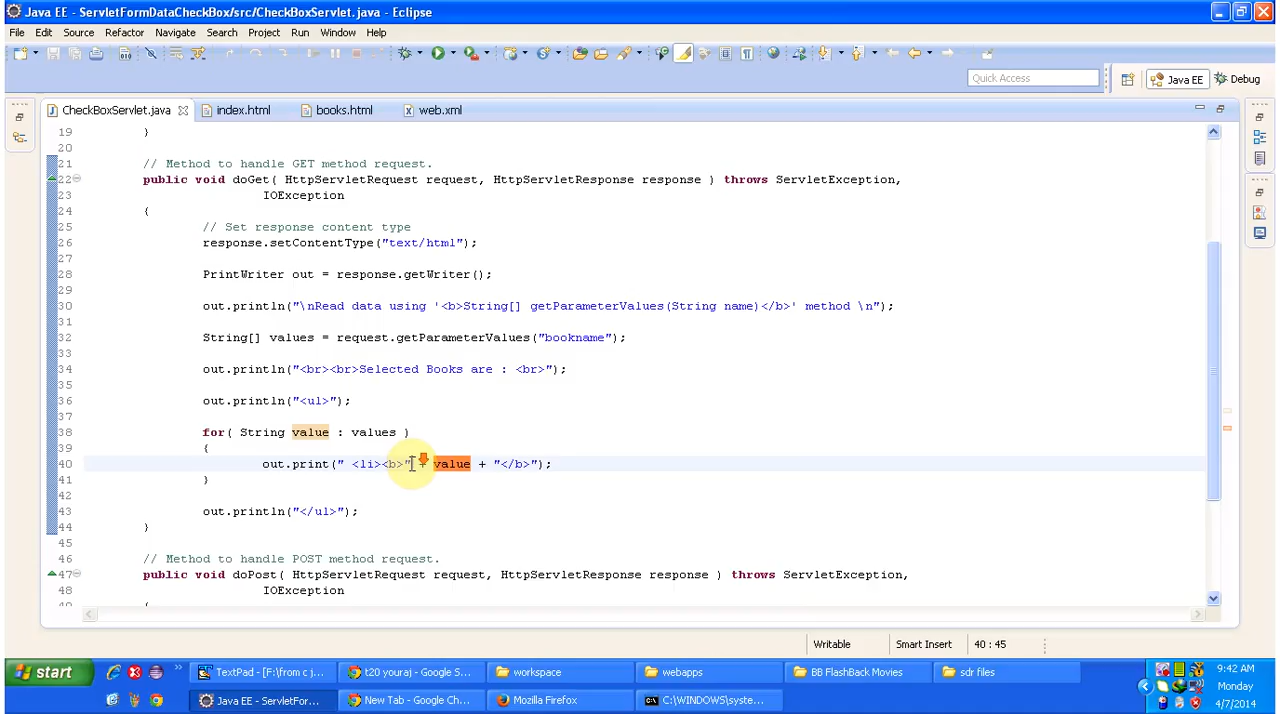 Java EE - ServletFormDataCheckBox/src/CheckBoxServlet.java - Eclipse
File Edit Source Refactor Navigate Search Project Run Window Help
Quick Access
Java EE
Debug
CheckBoxServlet.java
index.html
books.html
web.xml
19 }
20
21 // Method to handle GET method request.
22 public void doGet( HttpServletRequest request, HttpServletResponse response ) throws ServletException,
23 IOException
24 {
25 // Set response content type
26 response.setContentType("text/html");
27
28 PrintWriter out = response.getWriter();
29
30 out.println("\nRead data using '<b>String[] getParameterValues(String name)</b>' method \n");
31
32 String[] values = request.getParameterValues("bookname");
33
34 out.println("<br><br>Selected Books are : <br>");
35
36 out.println("<ul>");
37
38 for( String value : values )
39 {
40 out.print(" <li><b>" + value + "</b>");
41 }
42
43 out.println("</ul>");
44 }
45
46 // Method to handle POST method request.
47 public void doPost( HttpServletRequest request, HttpServletResponse response ) throws ServletException,
48 IOException
Writable
Smart Insert
40 : 45
start
TextPad - [F:\from c j...
t20 youraj - Google S...
workspace
webapps
BB FlashBack Movies
sdr files
9:42 AM
Monday
4/7/2014
Java EE - ServletFor...
New Tab - Google Ch...
Mozilla Firefox
C:\WINDOWS\syste...